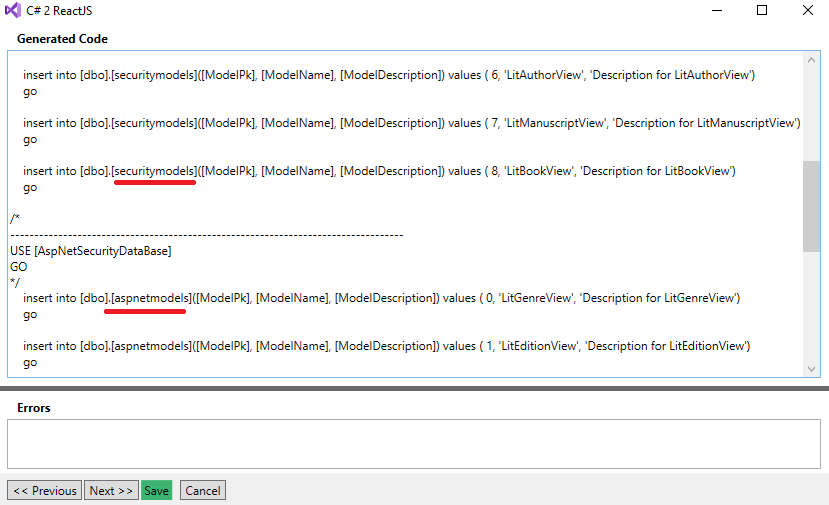 C# 2 ReactJS
Generated Code
insert into [dbo].[securitymodels]([ModelPk], [ModelName], [ModelDescription]) values ( 6, 'LitAuthorView', 'Description for LitAuthorView')
go
insert into [dbo].[securitymodels]([ModelPk], [ModelName], [ModelDescription]) values ( 7, 'LitManuscriptView', 'Description for LitManuscriptView')
go
insert into [dbo].[securitymodels]([ModelPk], [ModelName], [ModelDescription]) values ( 8, 'LitBookView', 'Description for LitBookView')
go
/*
--------------------------------------------------------------------------------
USE [AspNetSecurityDataBase]
GO
*/
insert into [dbo].[aspnetmodels]([ModelPk], [ModelName], [ModelDescription]) values ( 0, 'LitGenreView', 'Description for LitGenreView')
go
insert into [dbo].[aspnetmodels]([ModelPk], [ModelName], [ModelDescription]) values ( 1, 'LitEditionView', 'Description for LitEditionView')
go
Errors
<< Previous Next >> Save Cancel